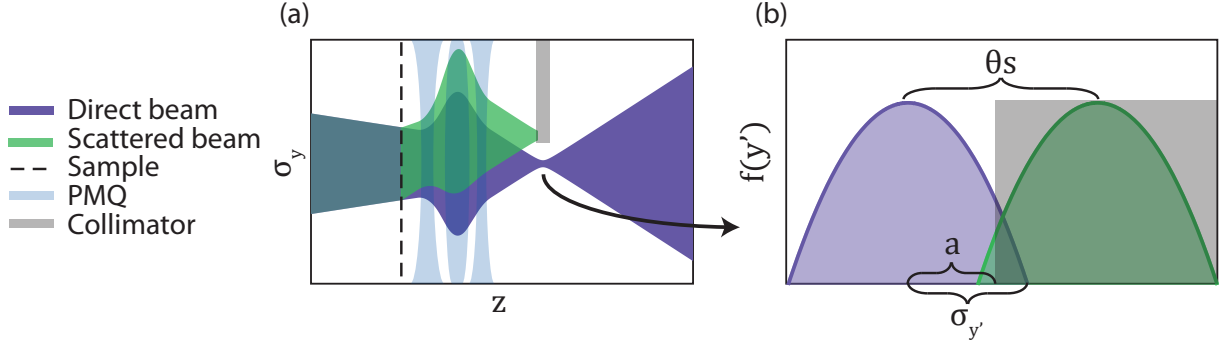 (a)
(b)
Direct beam
Scattered beam
Sample
PMQ
Collimator
σy
z
f(y')
θs
a
σy'